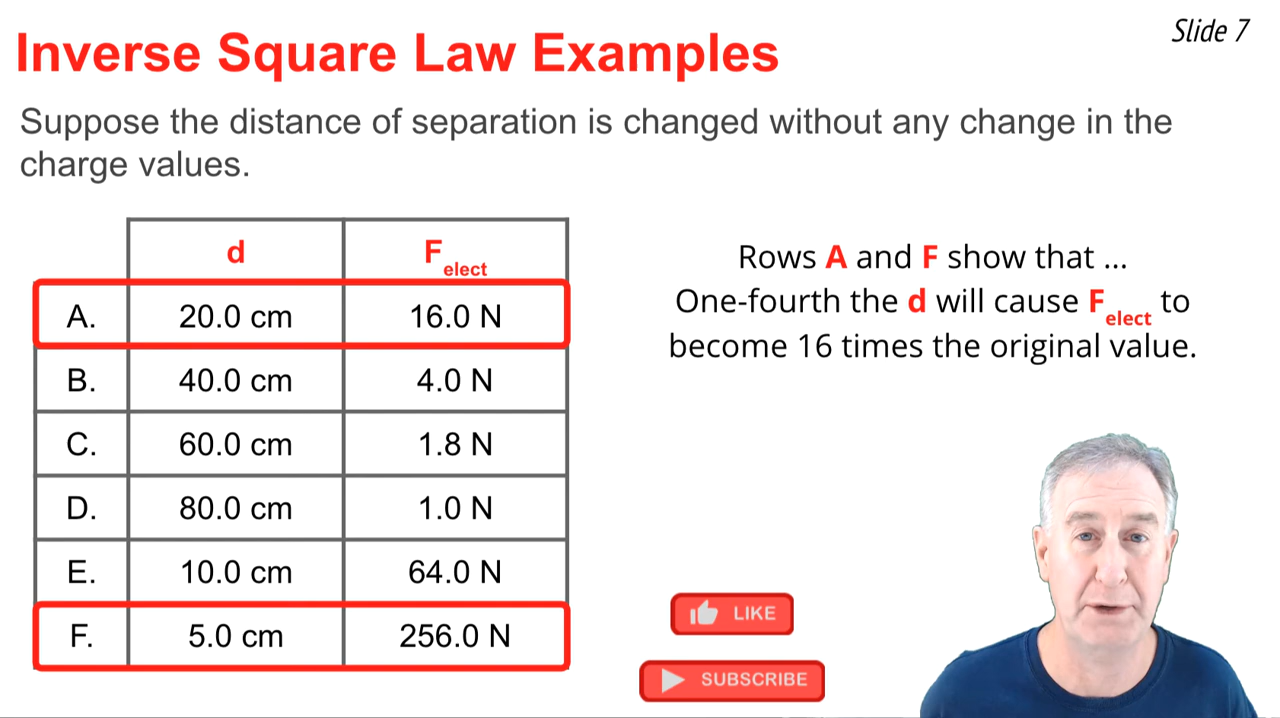 Slide 7
Inverse Square Law Examples
Suppose the distance of separation is changed without any change in the
charge values.
d F elect
A. 20.0 cm 16.0 N
B. 40.0 cm 4.0 N
C. 60.0 cm 1.8 N
D. 80.0 cm 1.0 N
E. 10.0 cm 64.0 N
F. 5.0 cm 256.0 N
Rows A and F show that ...
One-fourth the d will cause F elect to
become 16 times the original value.
LIKE
SUBSCRIBE